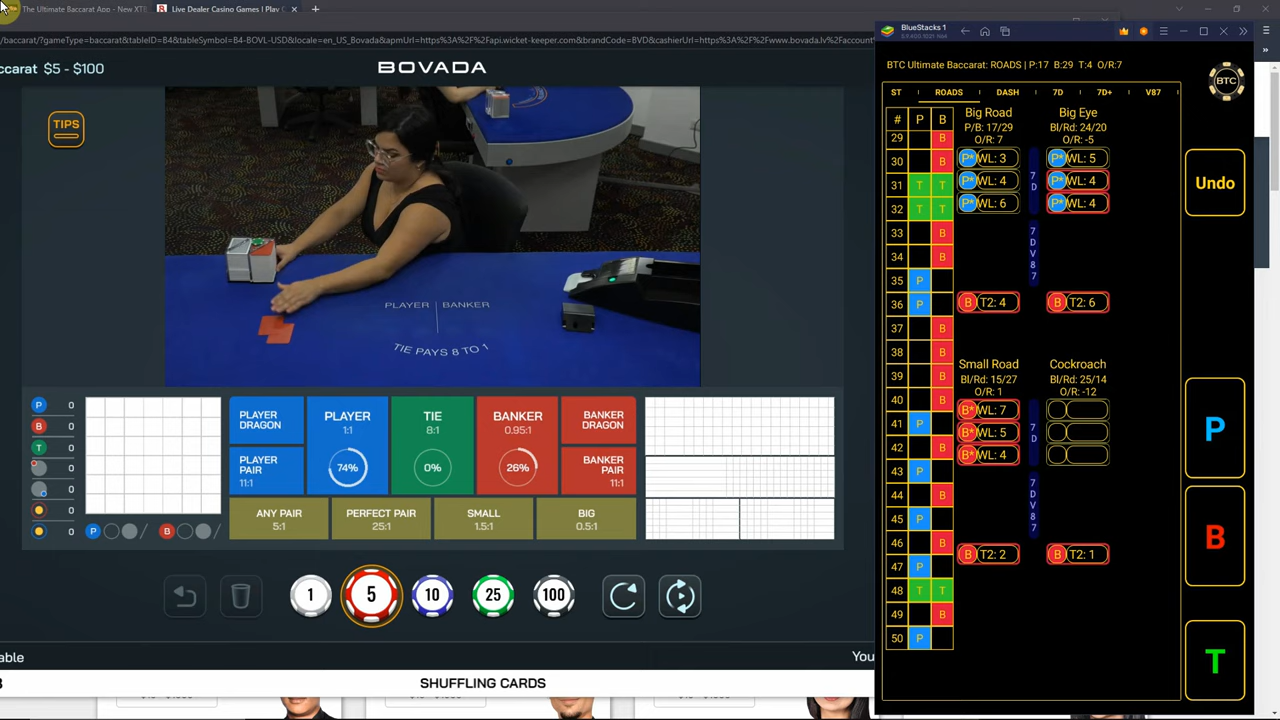 The Ultimate Baccarat App - New XT8
Live Dealer Casino Games | Play C
/baccarat/?gameType=baccarat&tableID=B4&tableSymbol=B4-BOVL-USD&locale=en_US_Bovada&apmUrl=https%3A%2F%2Fapi.wicket-keeper.com&brandCode=BVD&cashierUrl=https%3A%2F%2Fwww.bovada.lv%2Faccount
ccarat $5 - $100
BOVADA
TIPS
PLAYER | BANKER
TIE PAYS 8 TO 1
P 0
B 0
T 0
0
0
0
0
P / B /
PLAYER DRAGON
PLAYER
1:1
74%
TIE
8:1
0%
BANKER
0.95:1
26%
BANKER DRAGON
PLAYER PAIR
11:1
BANKER PAIR
11:1
ANY PAIR
5:1
PERFECT PAIR
25:1
SMALL
1.5:1
BIG
0.5:1
1 5 10 25 100
able
You
SHUFFLING CARDS
BlueStacks 1
BTC Ultimate Baccarat: ROADS | P:17 B:29 T:4 O/R:7
BTC
ST ROADS DASH 7D 7D+ V87
# P B
29 B
30 B
31 T T
32 T T
33 B
34 B
35 P
36 P
37 B
38 B
39 B
40 B
41 P
42 B
43 P
44 B
45 P
46 B
47 P
48 T T
49 B
50 P
Big Road
P/B: 17/29
O/R: 7
P* WL: 3
P* WL: 4
P* WL: 6
B T2: 4
Big Eye
Bl/Rd: 24/20
O/R: -5
P* WL: 5
P* WL: 4
P* WL: 4
B T2: 6
7D
7DV87
Small Road
Bl/Rd: 15/27
O/R: 1
B* WL: 7
B* WL: 5
B* WL: 4
B T2: 2
Cockroach
Bl/Rd: 25/14
O/R: -12
B T2: 1
7D
7DV87
Undo
P
B
T